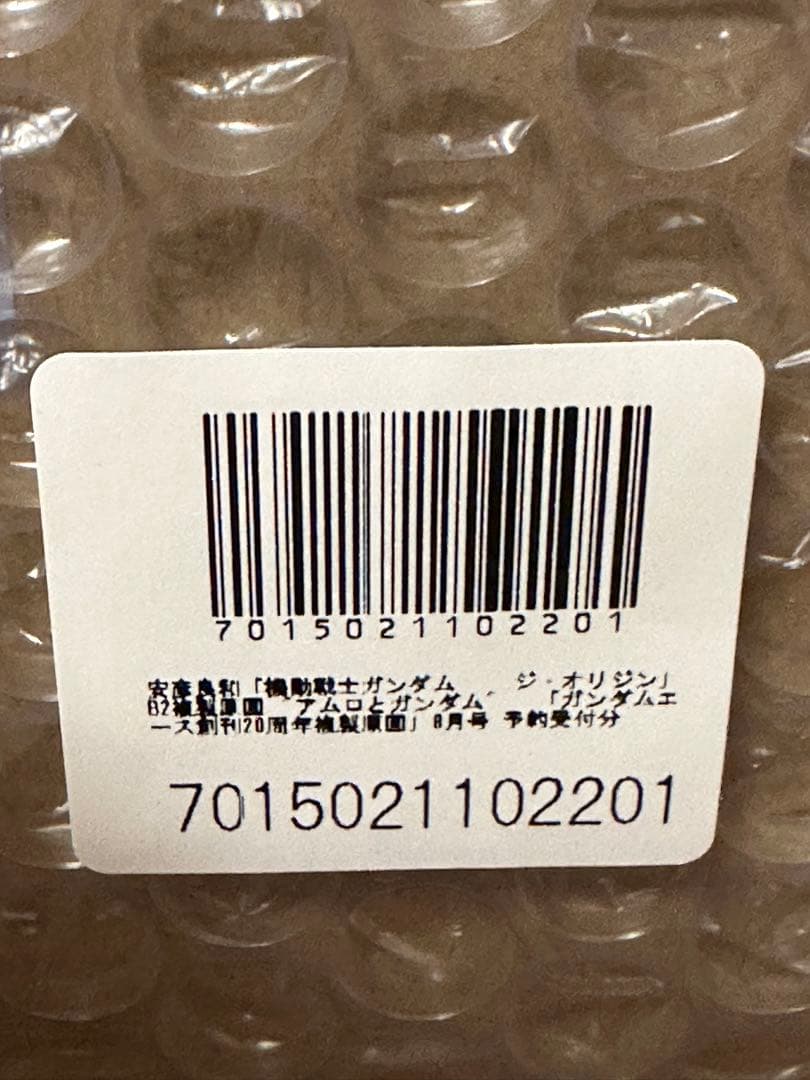 7015021102201
安彦良和「機動戦士ガンダム　ジ・オリジン」
B2複製原画 “アムロとガンダム” 「ガンダムエ
ース創刊20周年複製原画」8月号 予約受付分
7015021102201